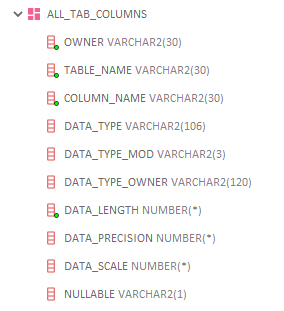 ALL_TAB_COLUMNS
OWNER VARCHAR2(30)
TABLE_NAME VARCHAR2(30)
COLUMN_NAME VARCHAR2(30)
DATA_TYPE VARCHAR2(106)
DATA_TYPE_MOD VARCHAR2(3)
DATA_TYPE_OWNER VARCHAR2(120)
DATA_LENGTH NUMBER(*)
DATA_PRECISION NUMBER(*)
DATA_SCALE NUMBER(*)
NULLABLE VARCHAR2(1)